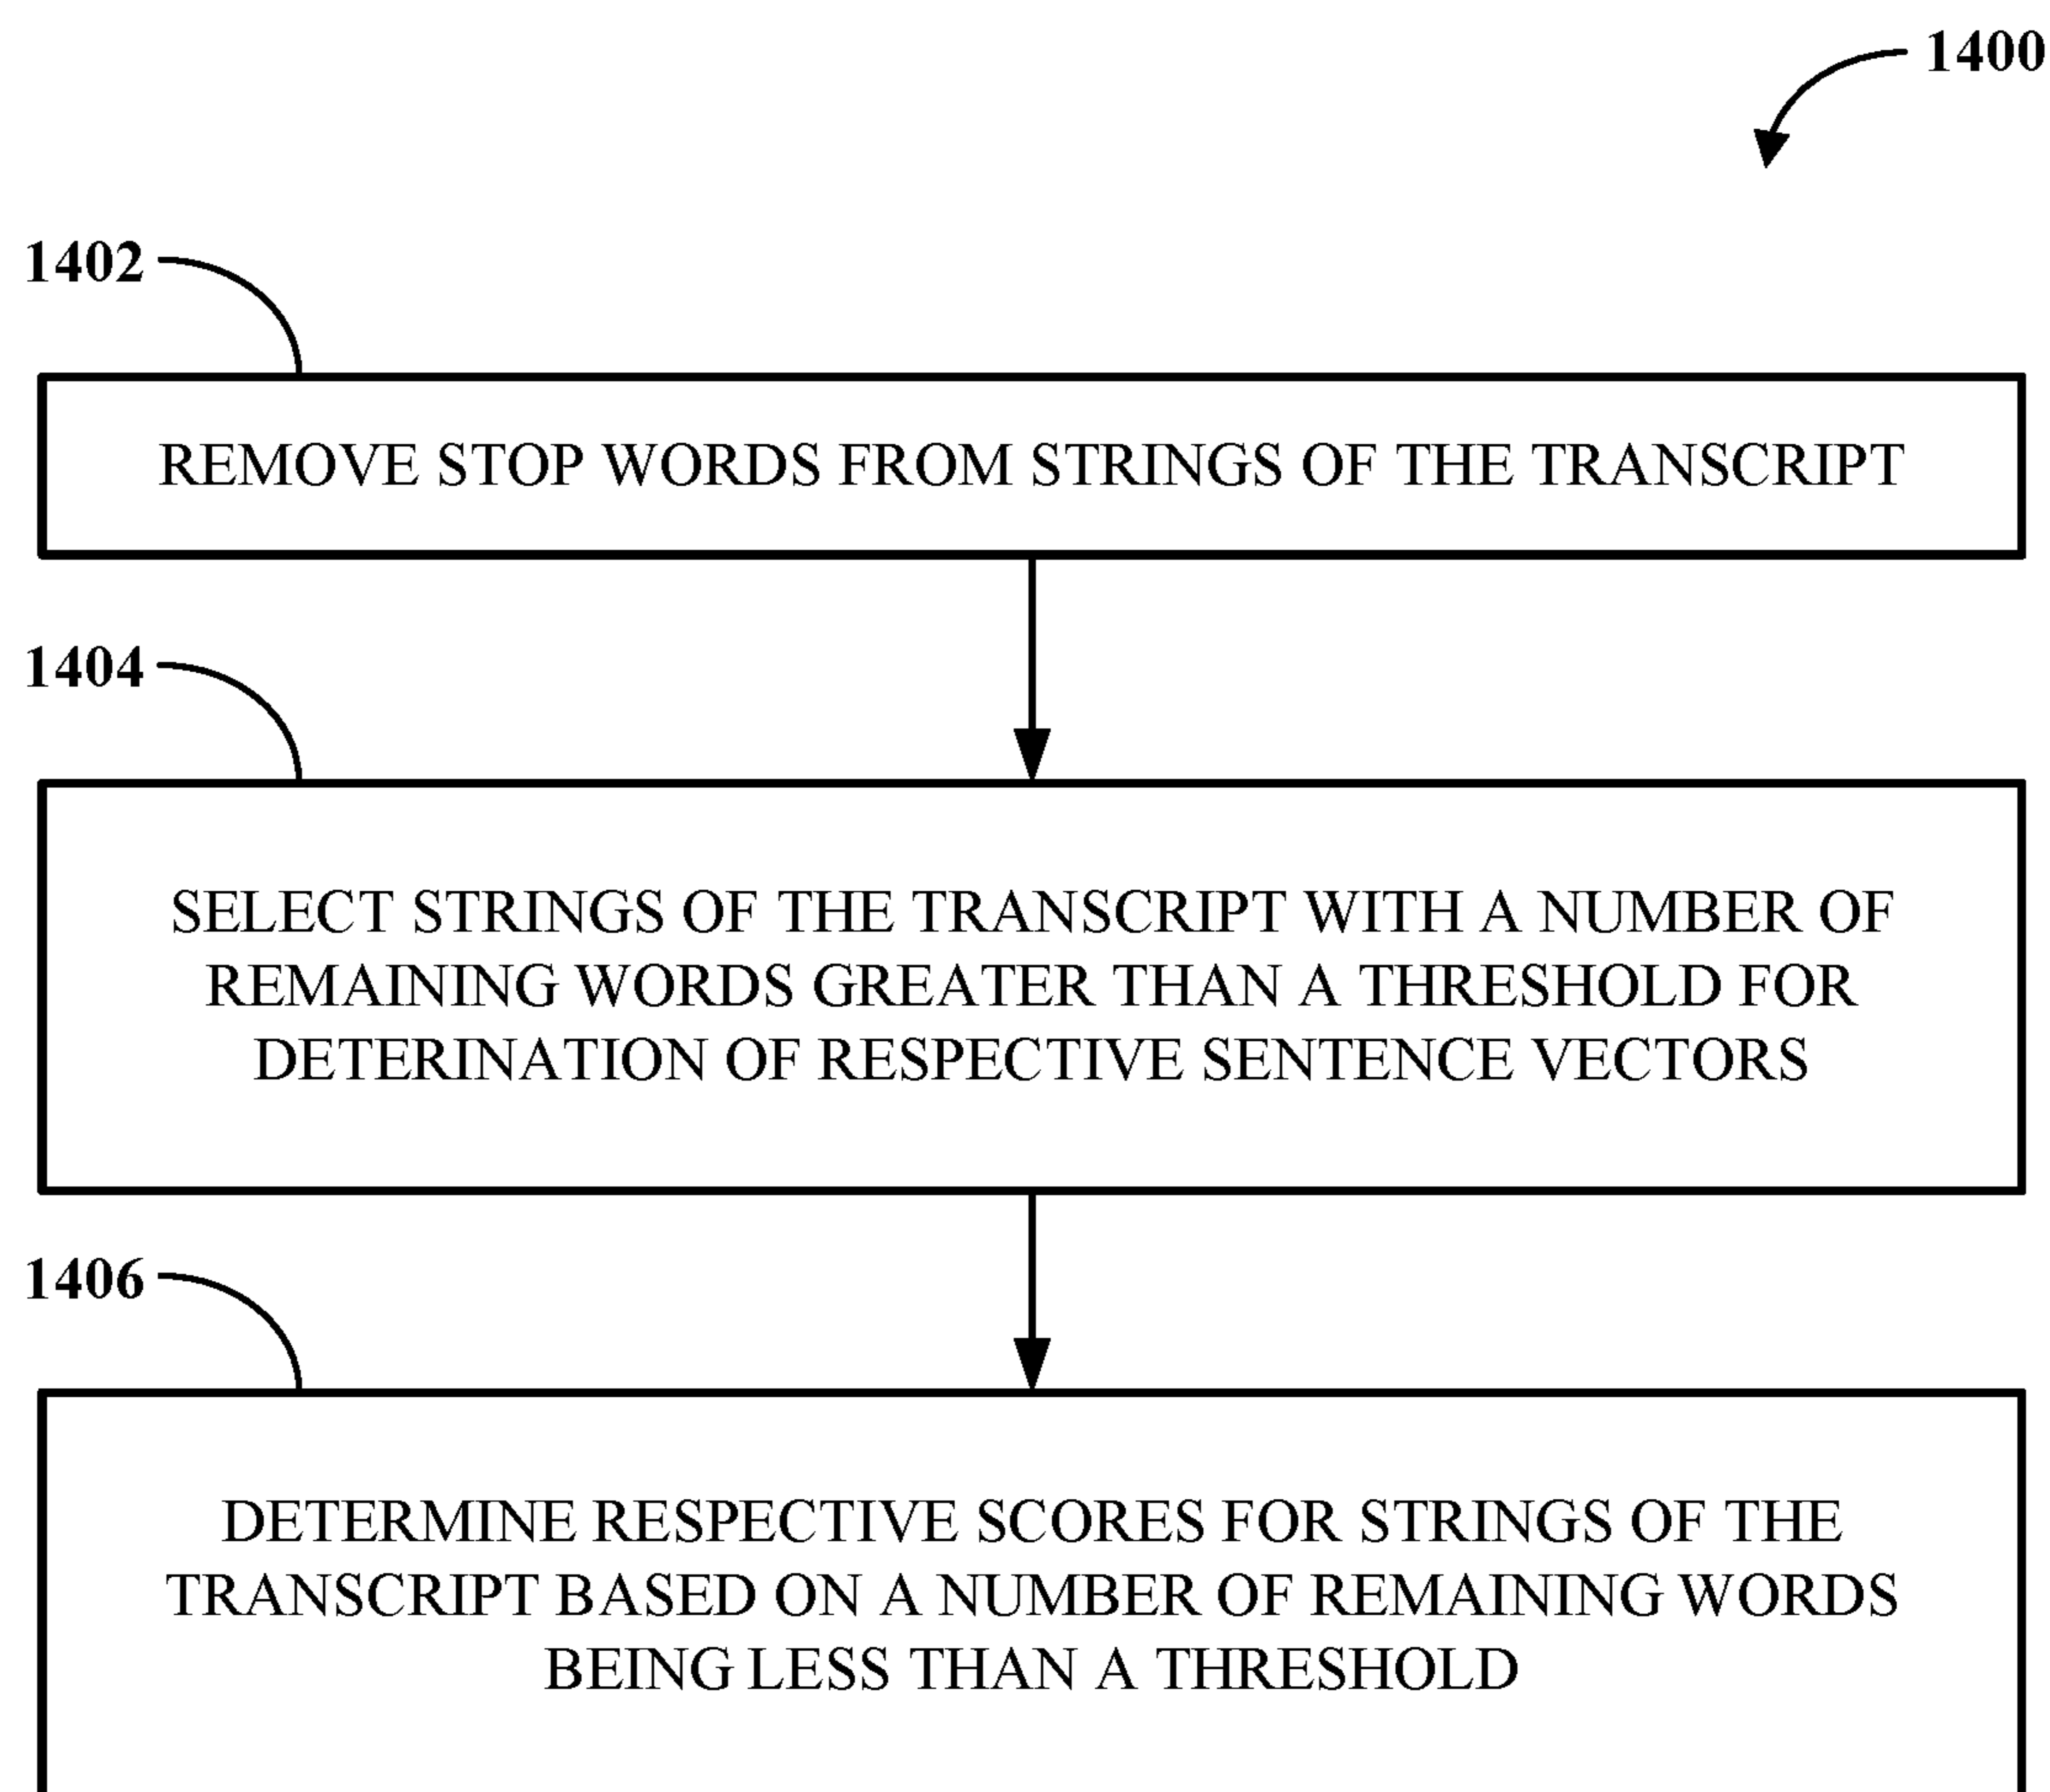 1400
1402
REMOVE STOP WORDS FROM STRINGS OF THE TRANSCRIPT
1404
SELECT STRINGS OF THE TRANSCRIPT WITH A NUMBER OF
REMAINING WORDS GREATER THAN A THRESHOLD FOR
DETERINATION OF RESPECTIVE SENTENCE VECTORS
1406
DETERMINE RESPECTIVE SCORES FOR STRINGS OF THE
TRANSCRIPT BASED ON A NUMBER OF REMAINING WORDS
BEING LESS THAN A THRESHOLD